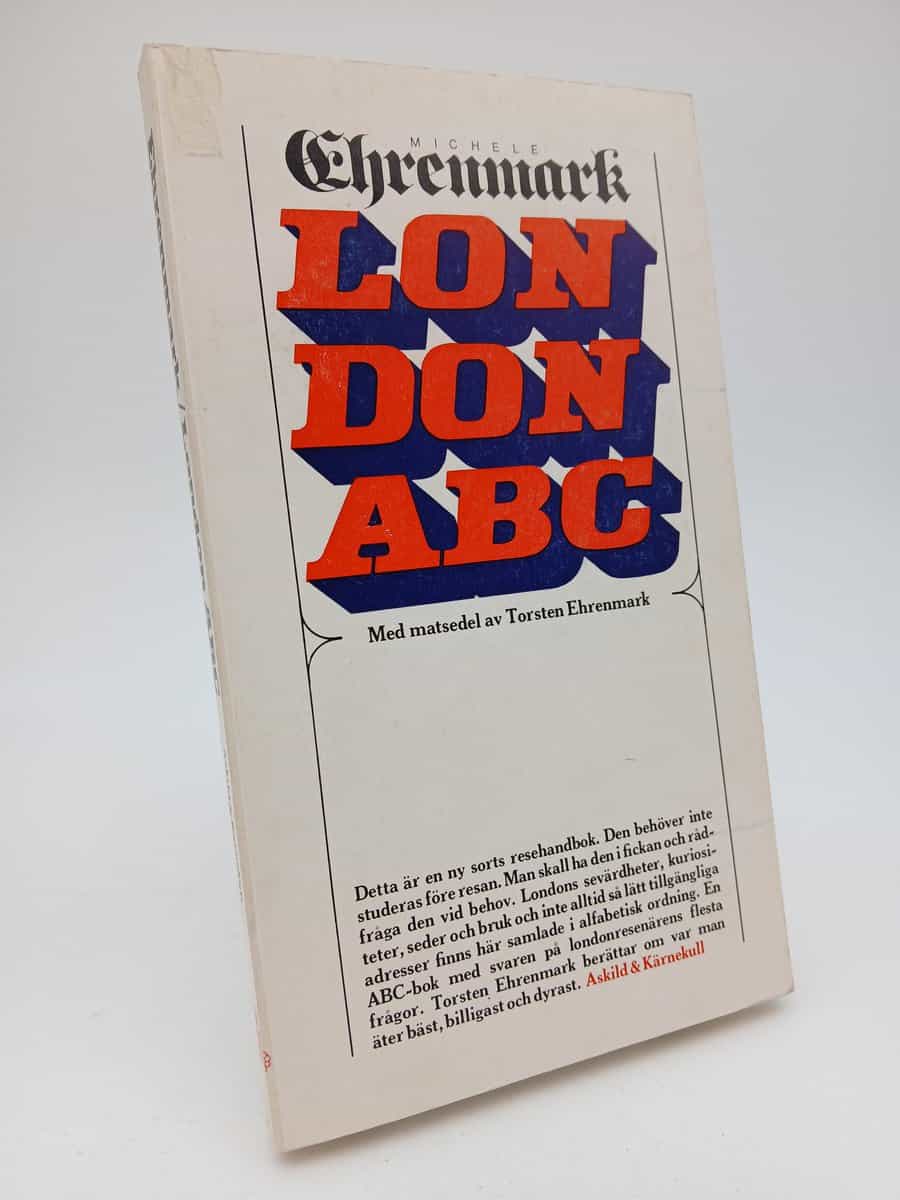 MICHELE
Ehrenmark
LON
DON
ABC
Med matsedel av Torsten Ehrenmark
Detta är en ny sorts resehandbok. Den behöver inte
studeras före resan. Man skall ha den i fickan och råd-
fråga den vid behov. Londons sevärdheter, kuriosi-
teter, seder och bruk och inte alltid så lätt tillgängliga
adresser finns här samlade i alfabetisk ordning. En
ABC-bok med svaren på londonresenärens flesta
frågor. Torsten Ehrenmark berättar om var man
äter bäst, billigast och dyrast. Askild & Kärnekull